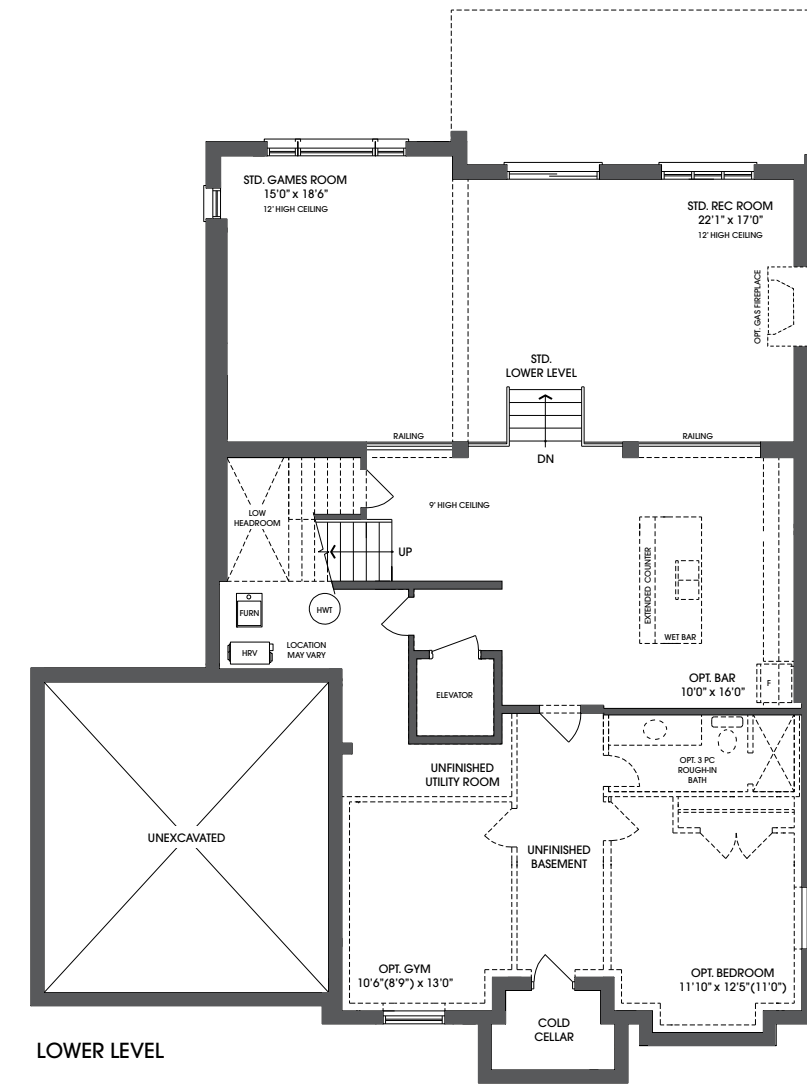 STD. GAMES ROOM
15'0" x 18'6"
12' HIGH CEILING
STD. REC ROOM
22'1" x 17'0"
12' HIGH CEILING
OPT. GAS FIREPLACE
STD.
LOWER LEVEL
RAILING
RAILING
DN
LOW
HEADROOM
9' HIGH CEILING
UP
EXTENDED COUNTER
WET BAR
FURN
HWT
HRV
LOCATION
MAY VARY
ELEVATOR
OPT. BAR
10'0" x 16'0"
F
UNFINISHED
UTILITY ROOM
OPT. 3 PC
ROUGH-IN
BATH
UNEXCAVATED
UNFINISHED
BASEMENT
OPT. GYM
10'6"(8'9") x 13'0"
OPT. BEDROOM
11'10" x 12'5"(11'0")
COLD
CELLAR
LOWER LEVEL